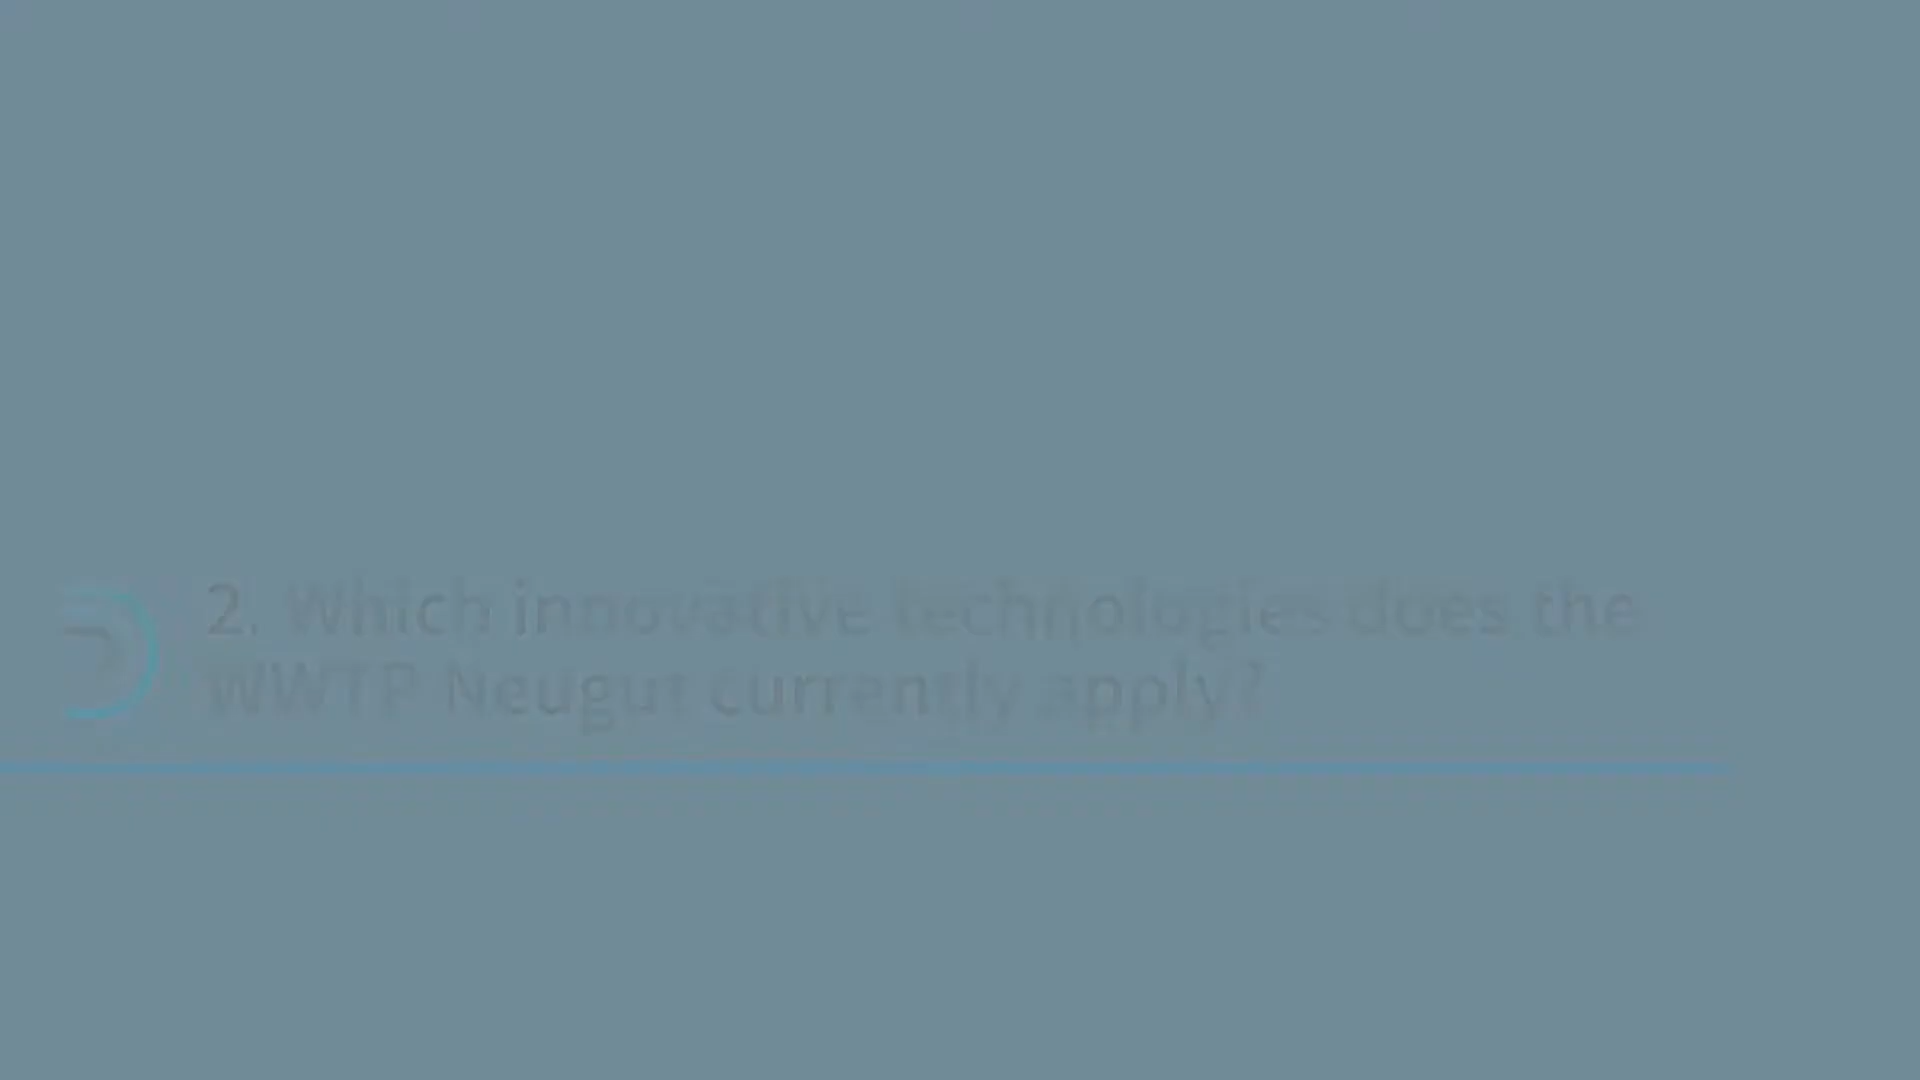 2. Which innovative technologies does the
WWTP Neugut currently apply?